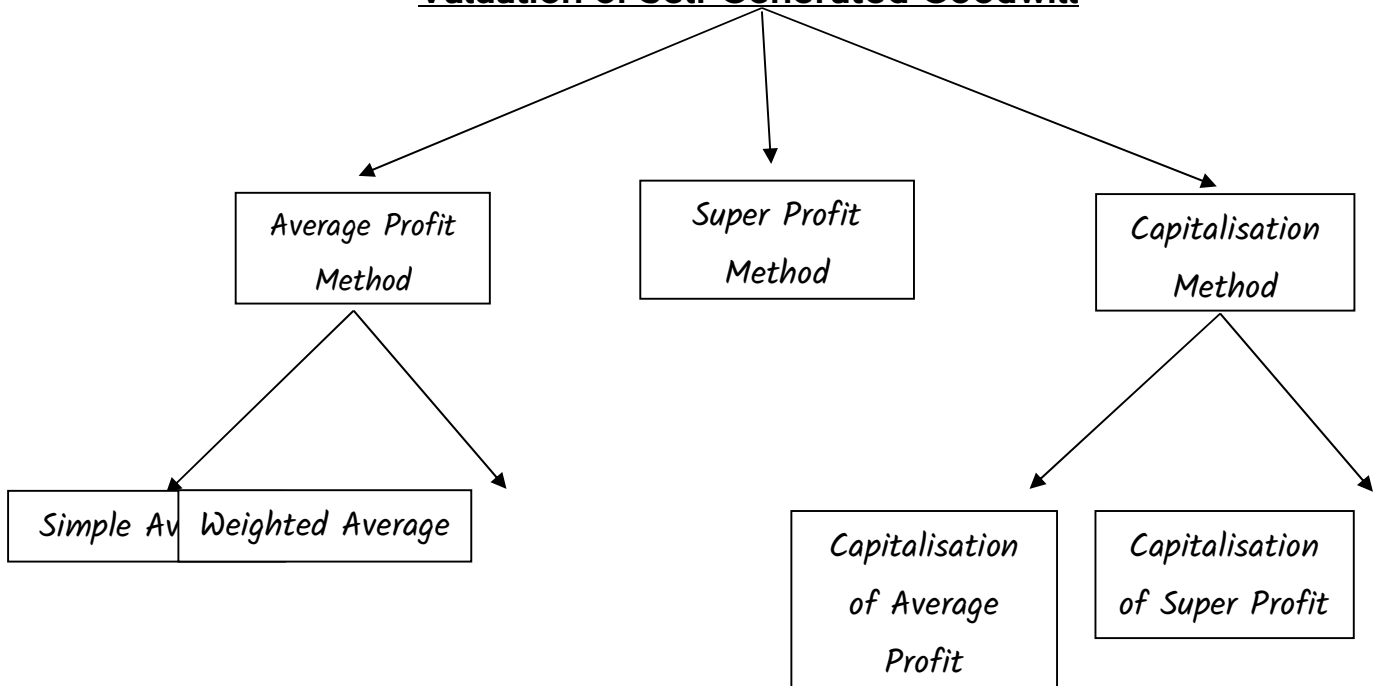 Valuation of Self-Generated Goodwill
Average Profit
Method
Super Profit
Method
Capitalisation
Method
Simple Av
Weighted Average
Capitalisation
of Average
Profit
Capitalisation
of Super Profit